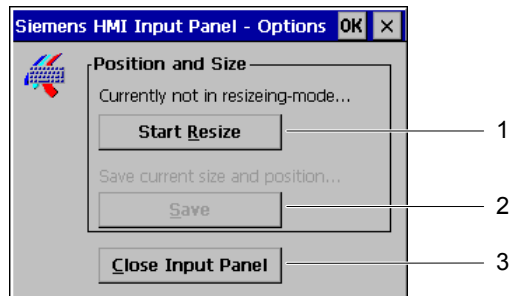 Siemens HMI Input Panel - Options OK ×
Position and Size
Currently not in resizeing-mode...
Start Resize
1
Save current size and position...
Save
2
Close Input Panel
3